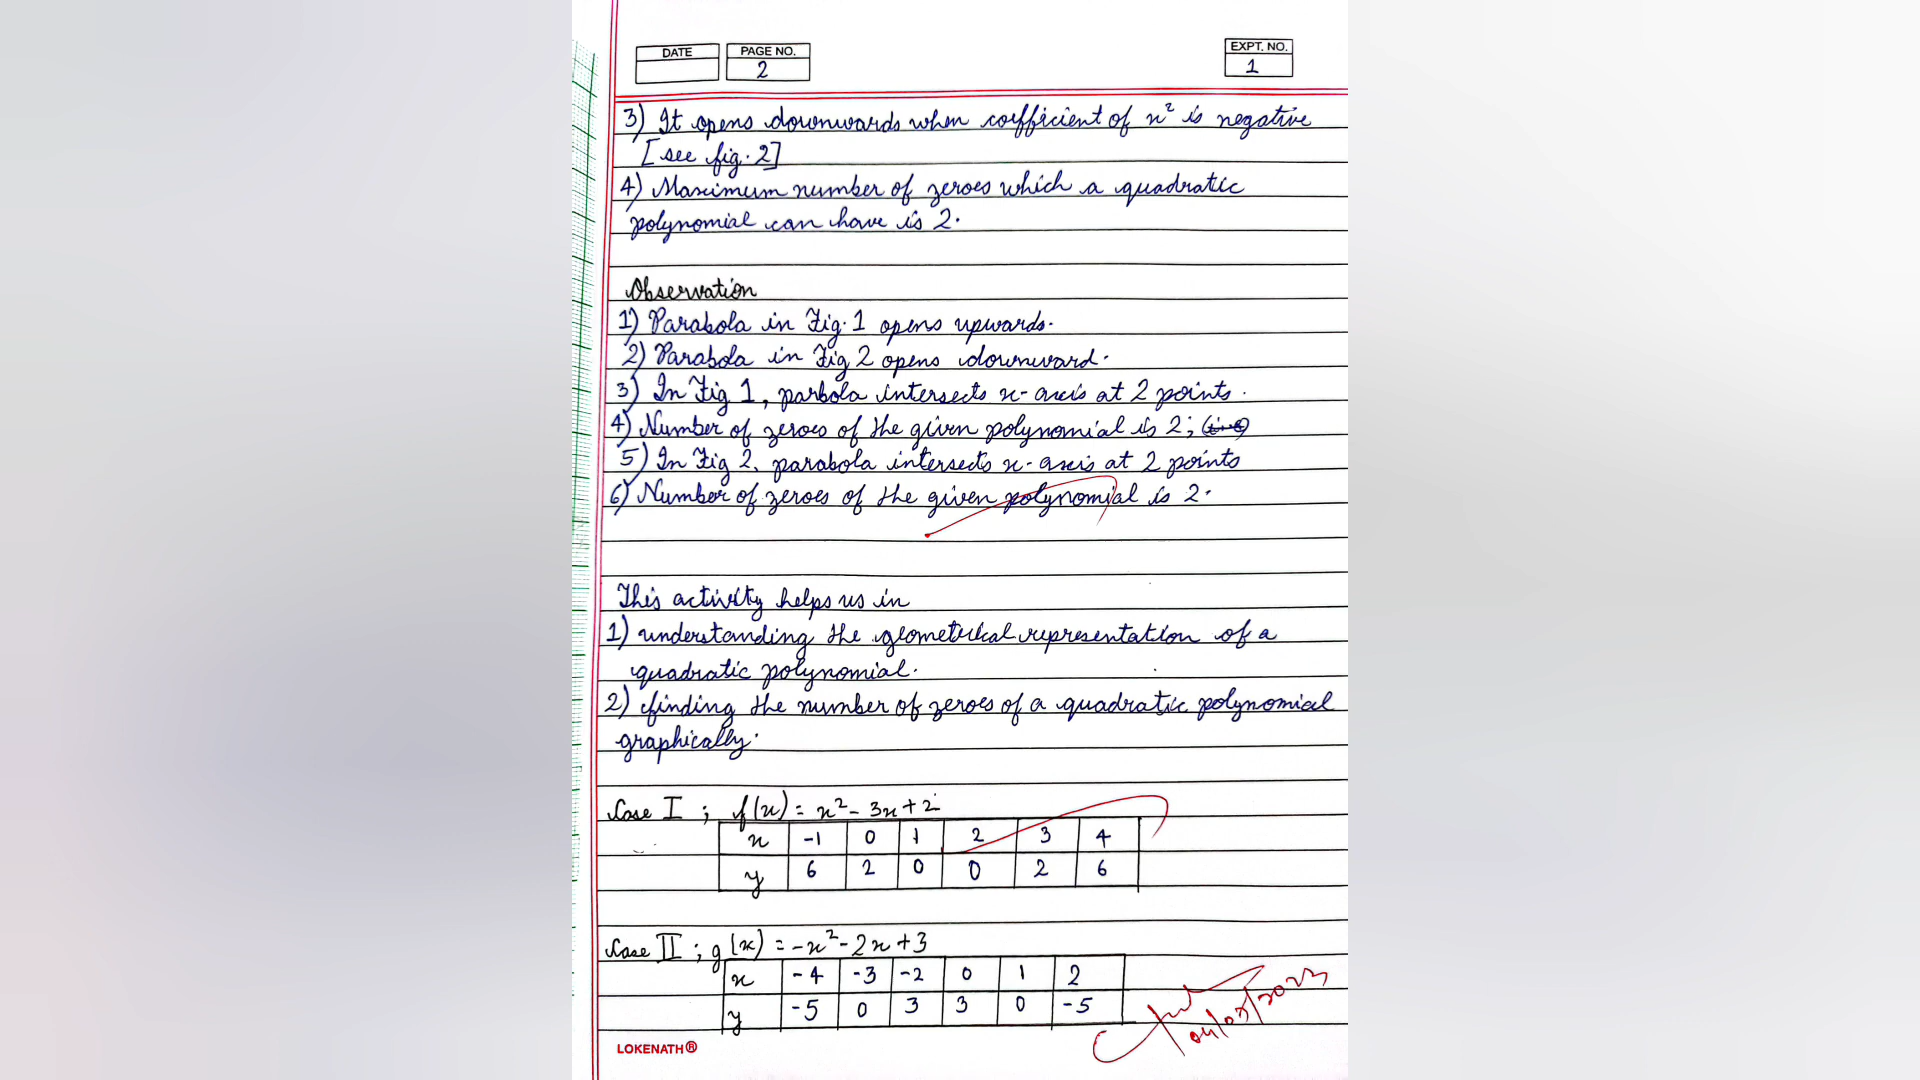 DATE PAGE NO. EXPT. NO.
2 1
3) It opens downwards when coefficient of x² is negative
[see fig. 2]
4) Maximum number of zeroes which a quadratic
polynomial can have is 2.
Observation
1) Parabola in Fig. 1 opens upwards.
2) Parabola in Fig 2 opens downward.
3) In Fig 1, parbola intersects x-axis at 2 points.
4) Number of zeroes of the given polynomial is 2;
5) In Fig 2, parabola intersects x-axis at 2 points
6) Number of zeroes of the given polynomial is 2.
This activity helps us in
1) understanding the geometrical representation of a
quadratic polynomial.
2) finding the number of zeroes of a quadratic polynomial
graphically.
Case I ; f(x) = x² - 3x + 2
x -1 0 1 2 3 4
y 6 2 0 0 2 6
Case II ; g(x) = -x² - 2x + 3
x -4 -3 -2 0 1 2
y -5 0 3 3 0 -5
LOKENATH®